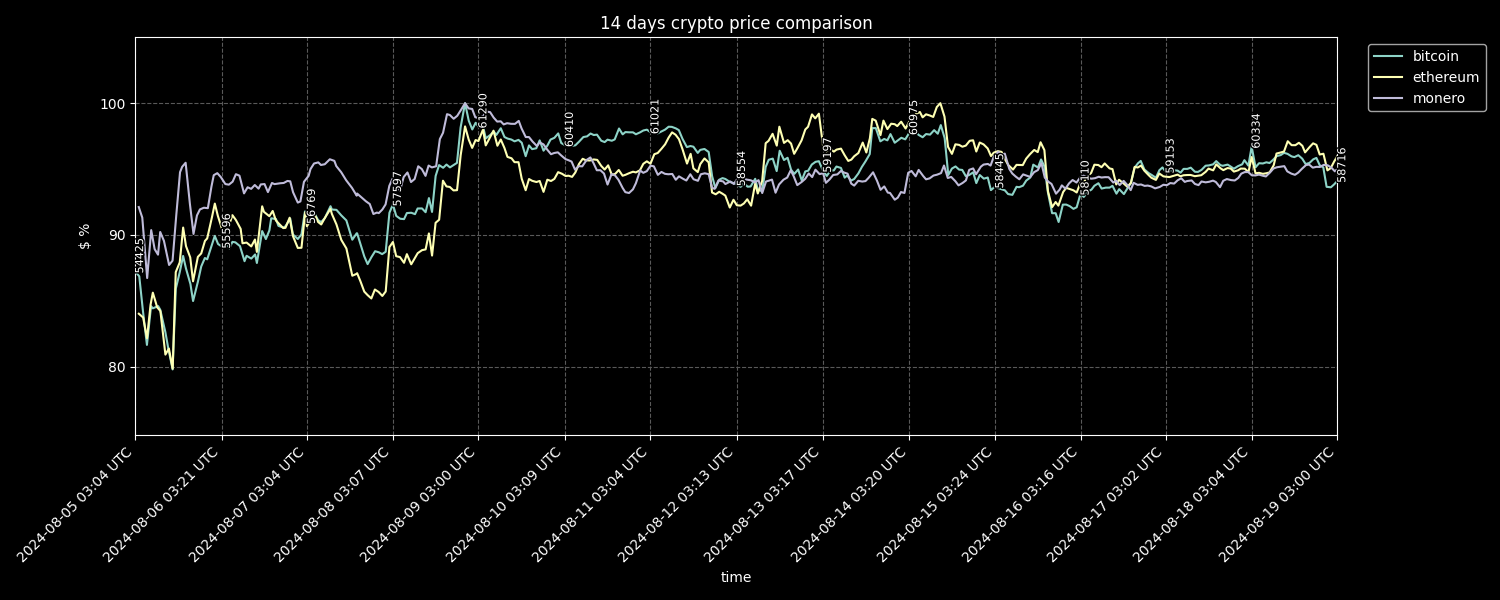 14 days crypto price comparison
bitcoin
ethereum
monero
$ %
100
90
80
54425
55596
56769
57597
61290
60410
61021
58554
59197
60975
58445
58110
59153
60334
58716
2024-08-05 03:04 UTC
2024-08-06 03:21 UTC
2024-08-07 03:04 UTC
2024-08-08 03:07 UTC
2024-08-09 03:00 UTC
2024-08-10 03:09 UTC
2024-08-11 03:04 UTC
2024-08-12 03:13 UTC
2024-08-13 03:17 UTC
2024-08-14 03:20 UTC
2024-08-15 03:24 UTC
2024-08-16 03:16 UTC
2024-08-17 03:02 UTC
2024-08-18 03:04 UTC
2024-08-19 03:00 UTC
time